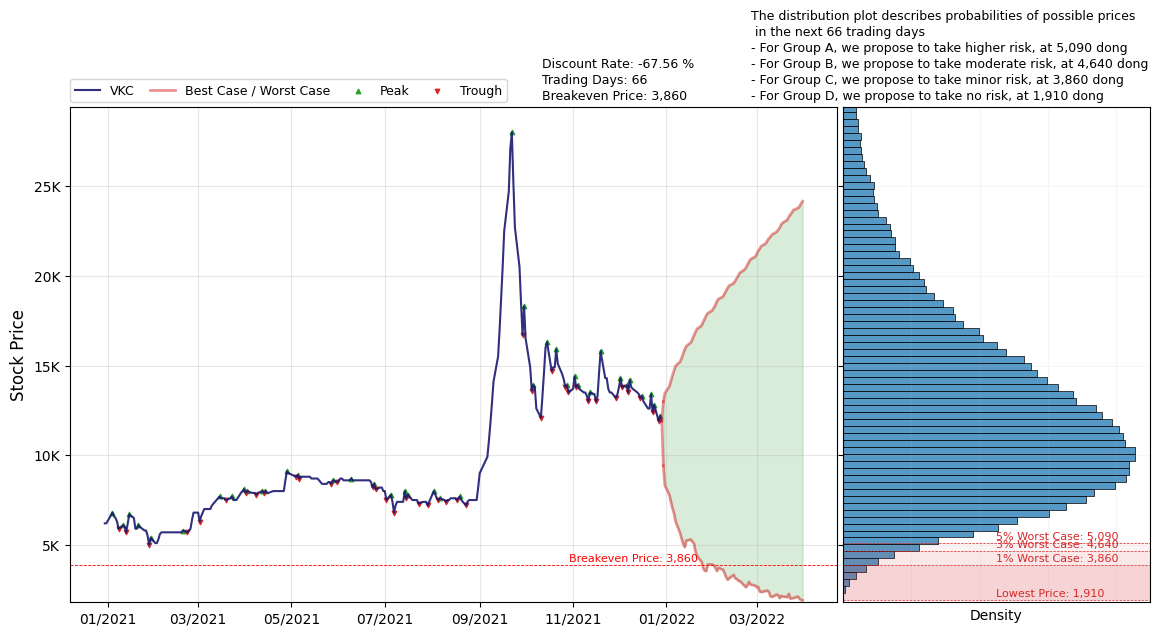 The distribution plot describes probabilities of possible prices
in the next 66 trading days
- For Group A, we propose to take higher risk, at 5,090 dong
- For Group B, we propose to take moderate risk, at 4,640 dong
- For Group C, we propose to take minor risk, at 3,860 dong
- For Group D, we propose to take no risk, at 1,910 dong
Discount Rate: -67.56 %
Trading Days: 66
Breakeven Price: 3,860
VKC
Best Case / Worst Case
Peak
Trough
Stock Price
25K
20K
15K
10K
5K
Breakeven Price: 3,860
5% Worst Case: 5,090
3% Worst Case: 4,640
1% Worst Case: 3,860
Lowest Price: 1,910
01/2021
03/2021
05/2021
07/2021
09/2021
11/2021
01/2022
03/2022
Density